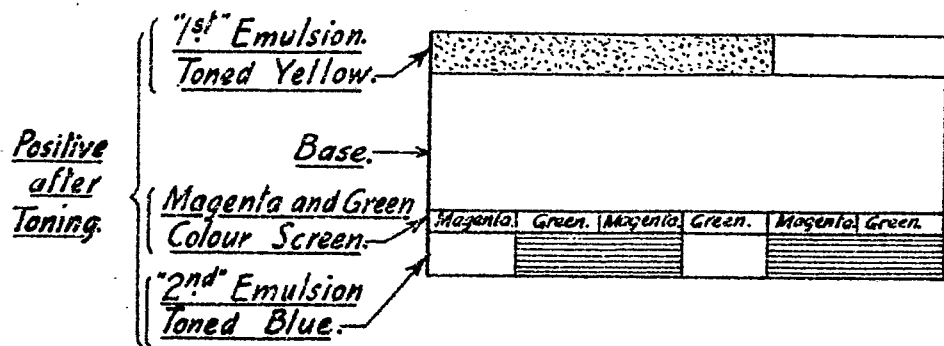 "1st" Emulsion.
Toned Yellow.
Base.
Positive
after
Toning.
Magenta and Green
Colour Screen.
Magenta. Green. Magenta Green. Magenta Green.
"2nd" Emulsion
Toned Blue.